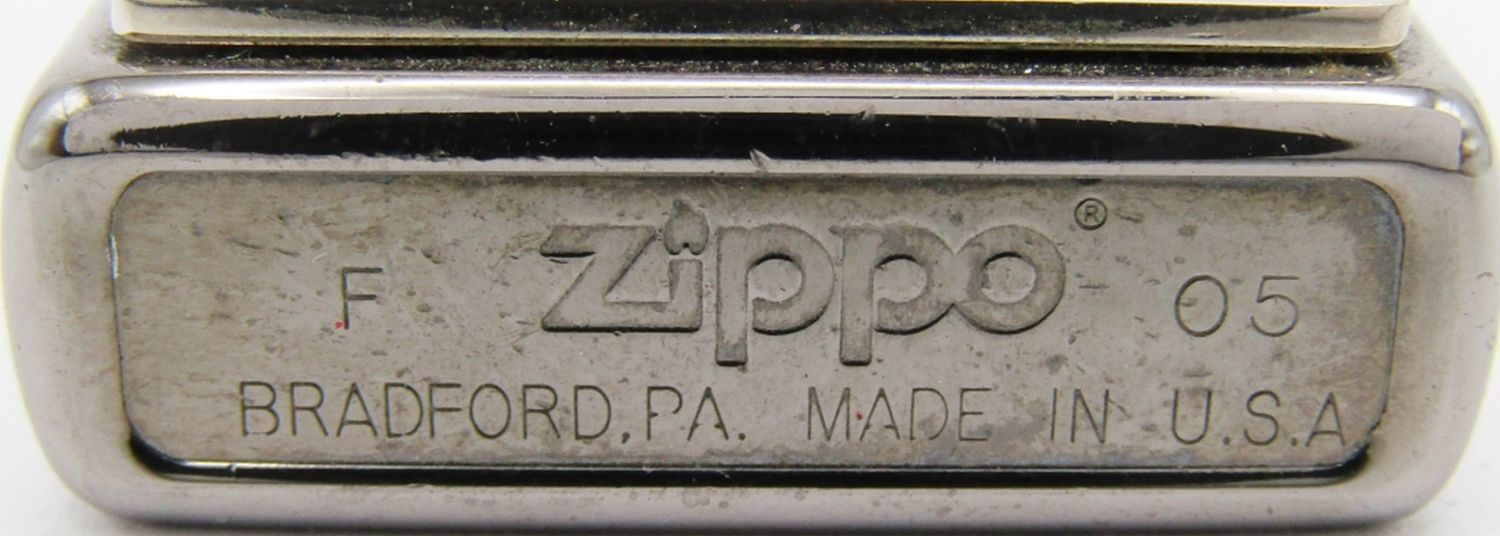 F Zippo® 05
BRADFORD, PA. MADE IN U.S.A